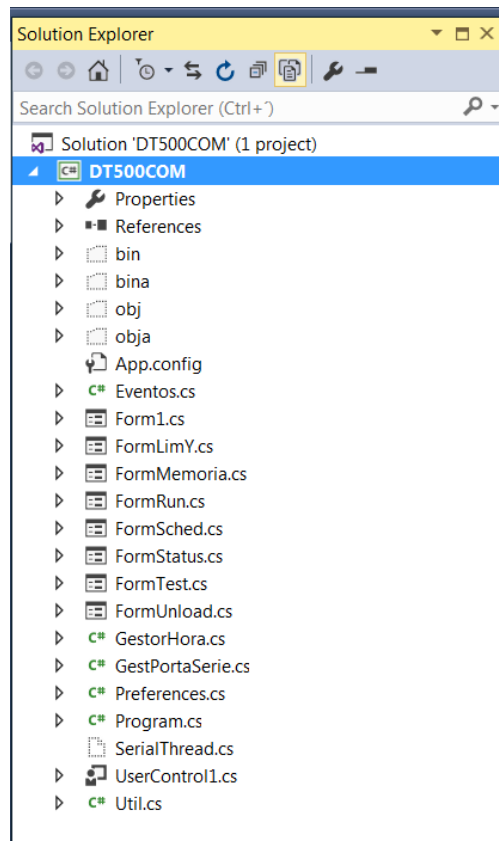 Solution Explorer
Search Solution Explorer (Ctrl+´)
Solution 'DT500COM' (1 project)
C# DT500COM
Properties
References
bin
bina
obj
obja
App.config
C# Eventos.cs
Form1.cs
FormLimY.cs
FormMemoria.cs
FormRun.cs
FormSched.cs
FormStatus.cs
FormTest.cs
FormUnload.cs
C# GestorHora.cs
C# GestPortaSerie.cs
C# Preferences.cs
C# Program.cs
SerialThread.cs
UserControl1.cs
C# Util.cs